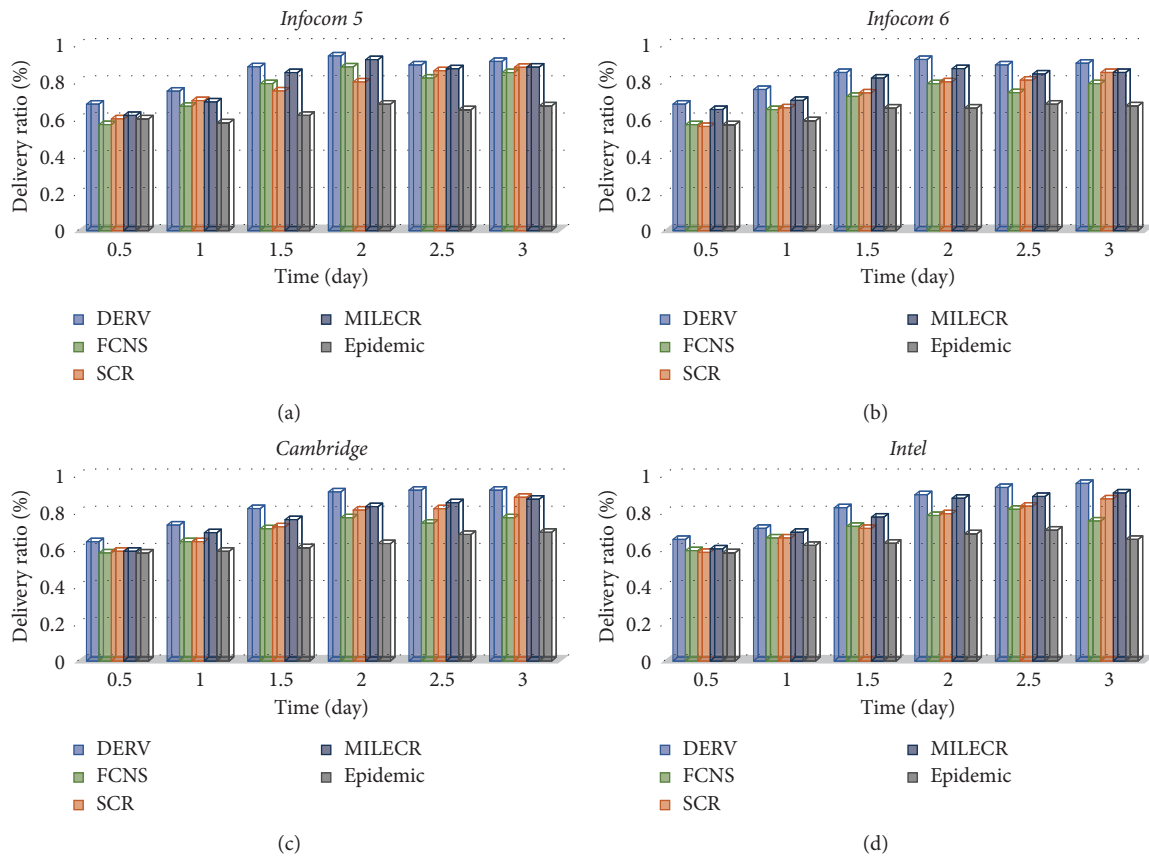 Infocom 5
Delivery ratio (%)
1
0.8
0.6
0.4
0.2
0
0.5 1 1.5 2 2.5 3
Time (day)
DERV MILECR
FCNS Epidemic
SCR
(a)
Infocom 6
Delivery ratio (%)
1
0.8
0.6
0.4
0.2
0
0.5 1 1.5 2 2.5 3
Time (day)
DERV MILECR
FCNS Epidemic
SCR
(b)
Cambridge
Delivery ratio (%)
1
0.8
0.6
0.4
0.2
0
0.5 1 1.5 2 2.5 3
Time (day)
DERV MILECR
FCNS Epidemic
SCR
(c)
Intel
Delivery ratio (%)
1
0.8
0.6
0.4
0.2
0
0.5 1 1.5 2 2.5 3
Time (day)
DERV MILECR
FCNS Epidemic
SCR
(d)